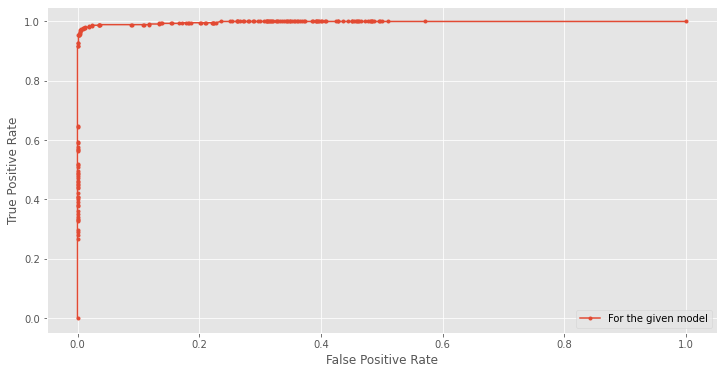 1.0
0.8
0.6
0.4
0.2
0.0
True Positive Rate
0.0 0.2 0.4 0.6 0.8 1.0
False Positive Rate
For the given model